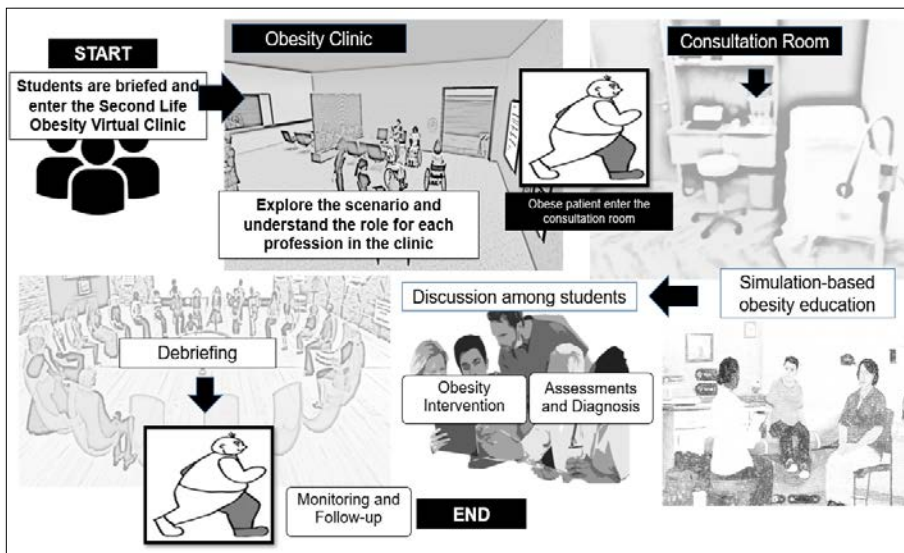 START
Students are briefed and
enter the Second Life
Obesity Virtual Clinic
Obesity Clinic
Explore the scenario and
understand the role for each
profession in the clinic
Obese patient enter the
consultation room
Consultation Room
Simulation-based
obesity education
Discussion among students
Obesity
Intervention
Assessments
and Diagnosis
Debriefing
Monitoring and
Follow-up
END